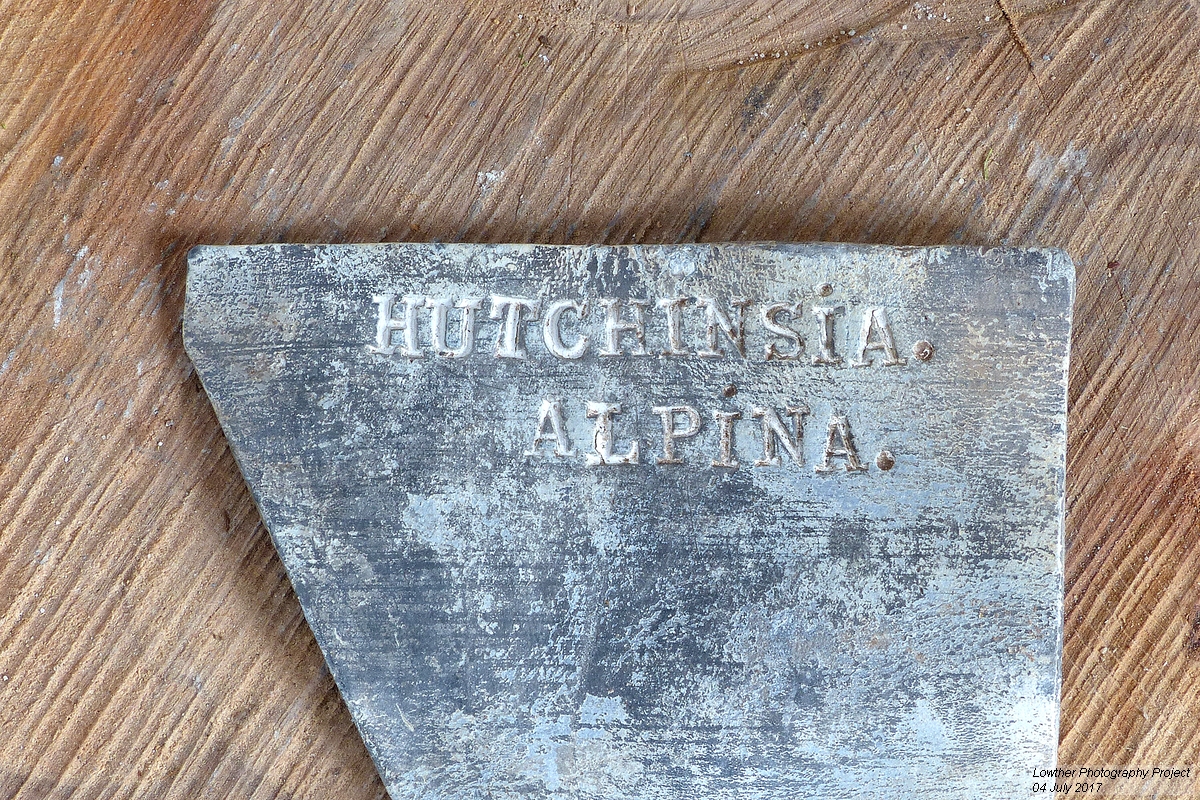 HUTCHINSIA.
ALPINA.
Lowther Photography Project
04 July 2017